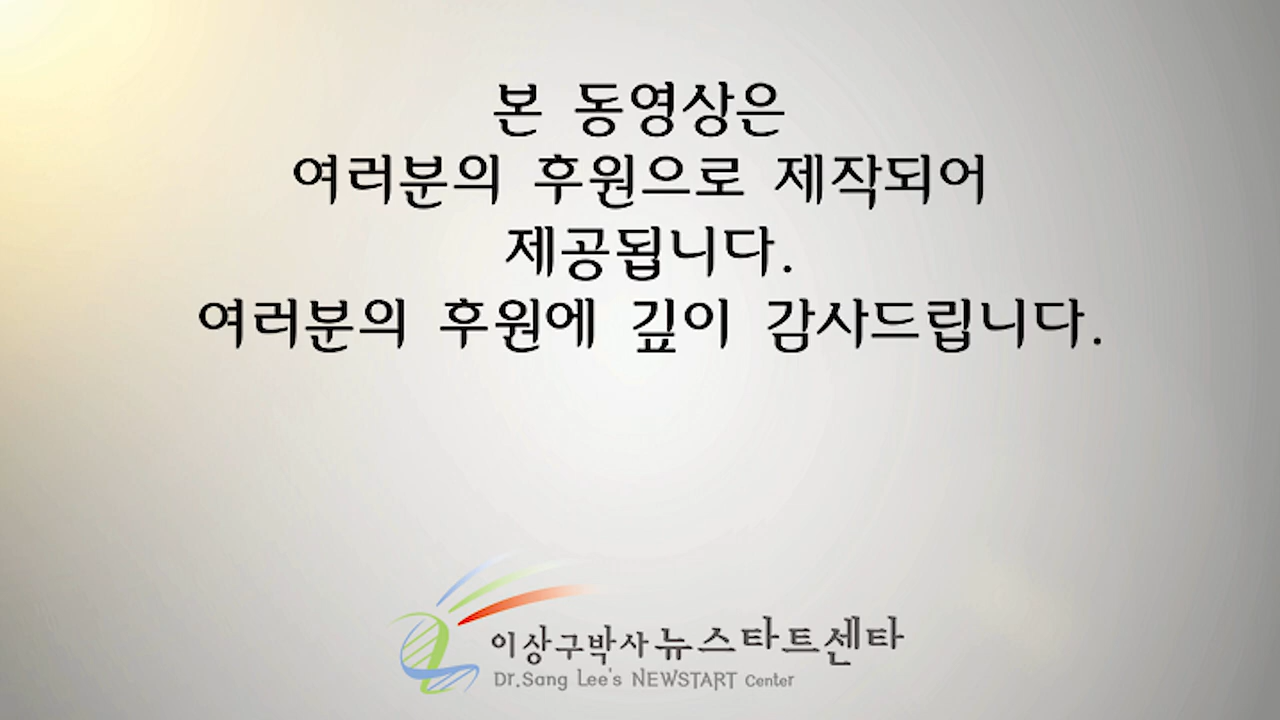 본 동영상은
여러분의 후원으로 제작되어
제공됩니다.
여러분의 후원에 깊이 감사드립니다.
이상구박사 뉴스타트센타
Dr.Sang Lee's NEWSTART Center